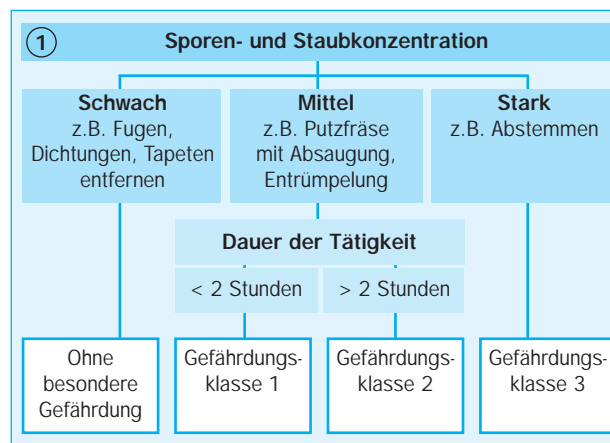 1 Sporen- und Staubkonzentration
Schwach
z.B. Fugen,
Dichtungen, Tapeten
entfernen
Mittel
z.B. Putzfräse
mit Absaugung,
Entrümpelung
Stark
z.B. Abstemmen
Dauer der Tätigkeit
< 2 Stunden
> 2 Stunden
Ohne
besondere
Gefährdung
Gefährdungs-
klasse 1
Gefährdungs-
klasse 2
Gefährdungs-
klasse 3